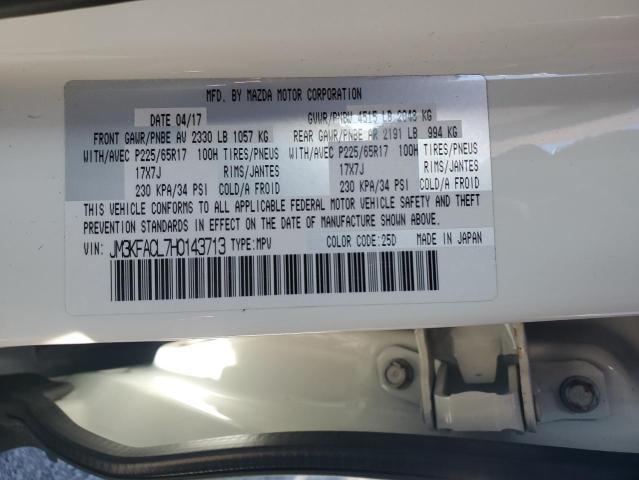 MFD. BY MAZDA MOTOR CORPORATION
DATE 04/17 GVWR/PNBV 4515 LB 2048 KG
FRONT GAWR/PNBE AV 2330 LB 1057 KG REAR GAWR/PNBE AR 2191 LB 994 KG
WITH/AVEC P225/65R17 100H TIRES/PNEUS WITH/AVEC P225/65R17 100H TIRES/PNEUS
17X7J RIMS/JANTES 17X7J RIMS/JANTES
230 KPA/34 PSI COLD/A FROID 230 KPA/34 PSI COLD/A FROID
THIS VEHICLE CONFORMS TO ALL APPLICABLE FEDERAL MOTOR VEHICLE SAFETY AND THEFT
PREVENTION STANDARDS IN EFFECT ON THE DATE OF MANUFACTURE SHOWN ABOVE.
VIN: JM3KFACL7H0143713 TYPE:MPV COLOR CODE:25D MADE IN JAPAN